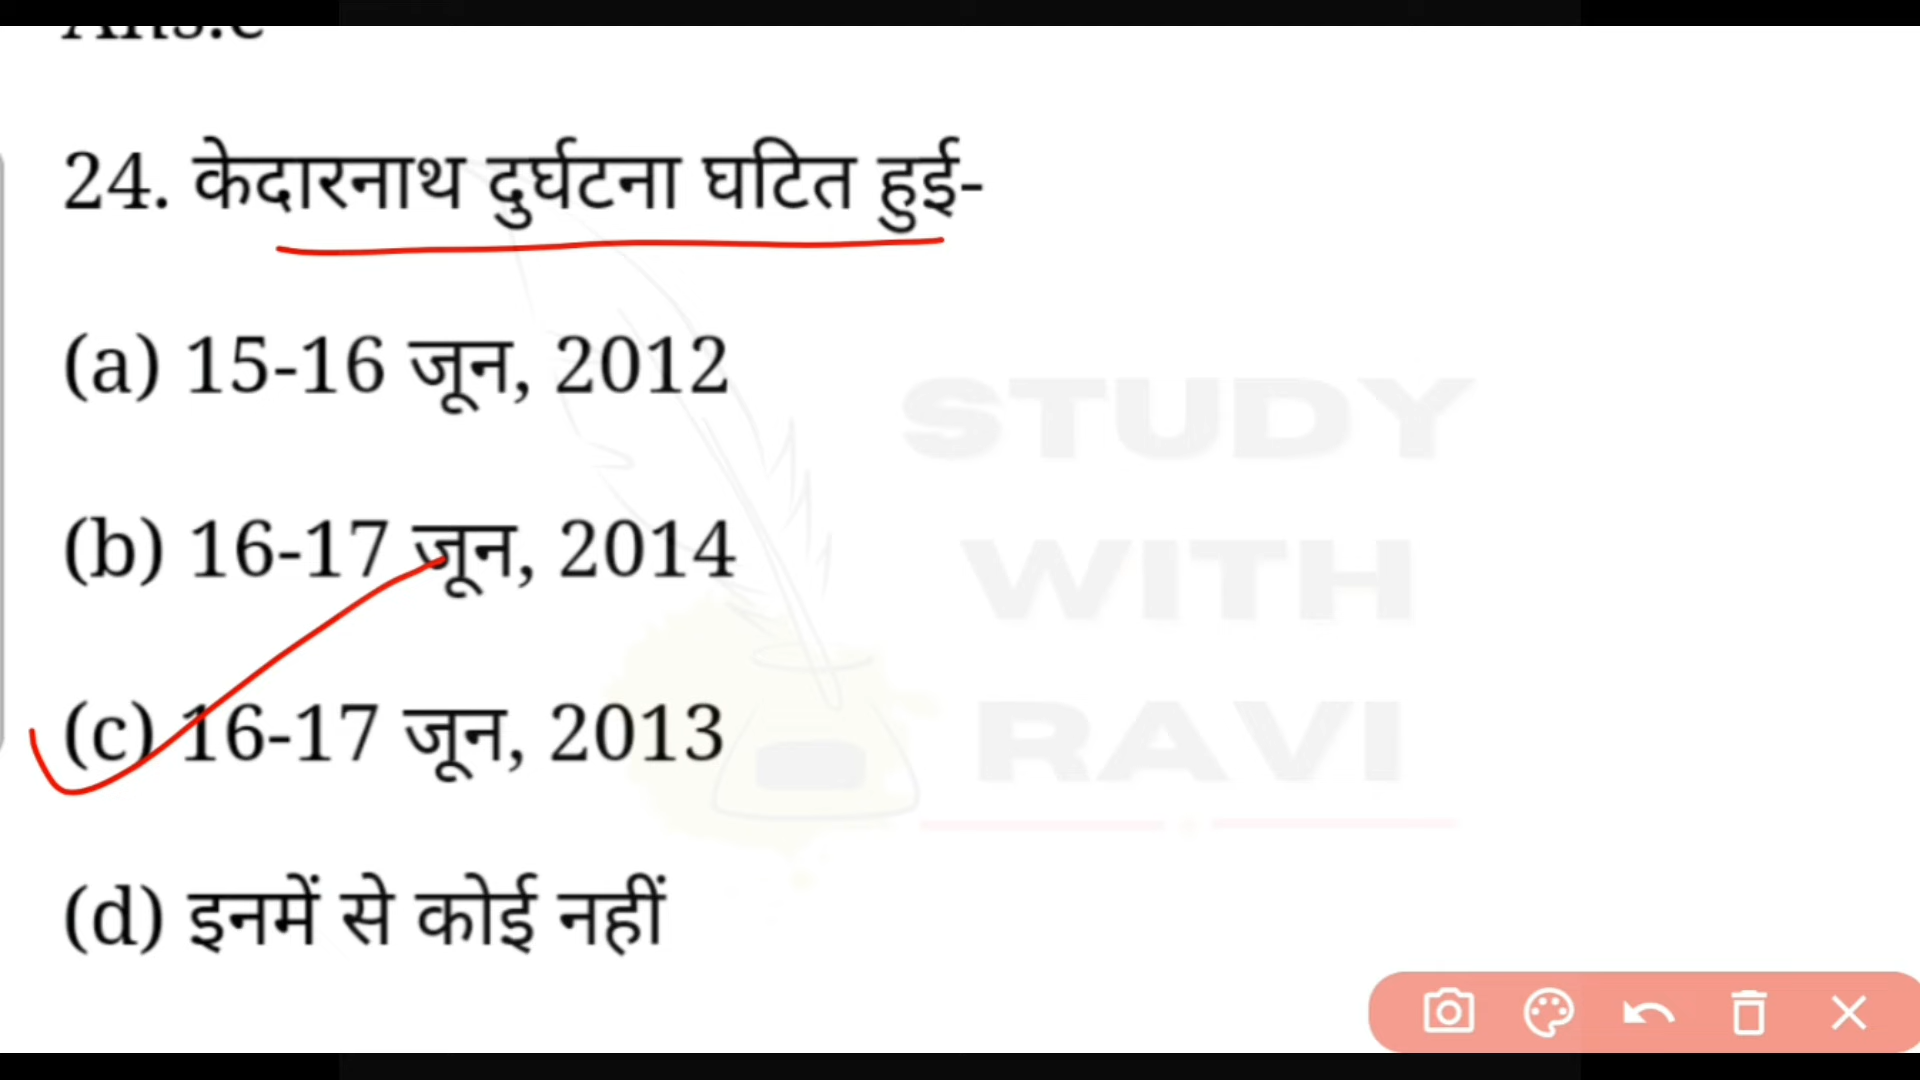 24. केदारनाथ दुर्घटना घटित हुई-
(a) 15-16 जून, 2012
(b) 16-17 जून, 2014
(c) 16-17 जून, 2013
(d) इनमें से कोई नहीं
STUDY
WITH
RAVI